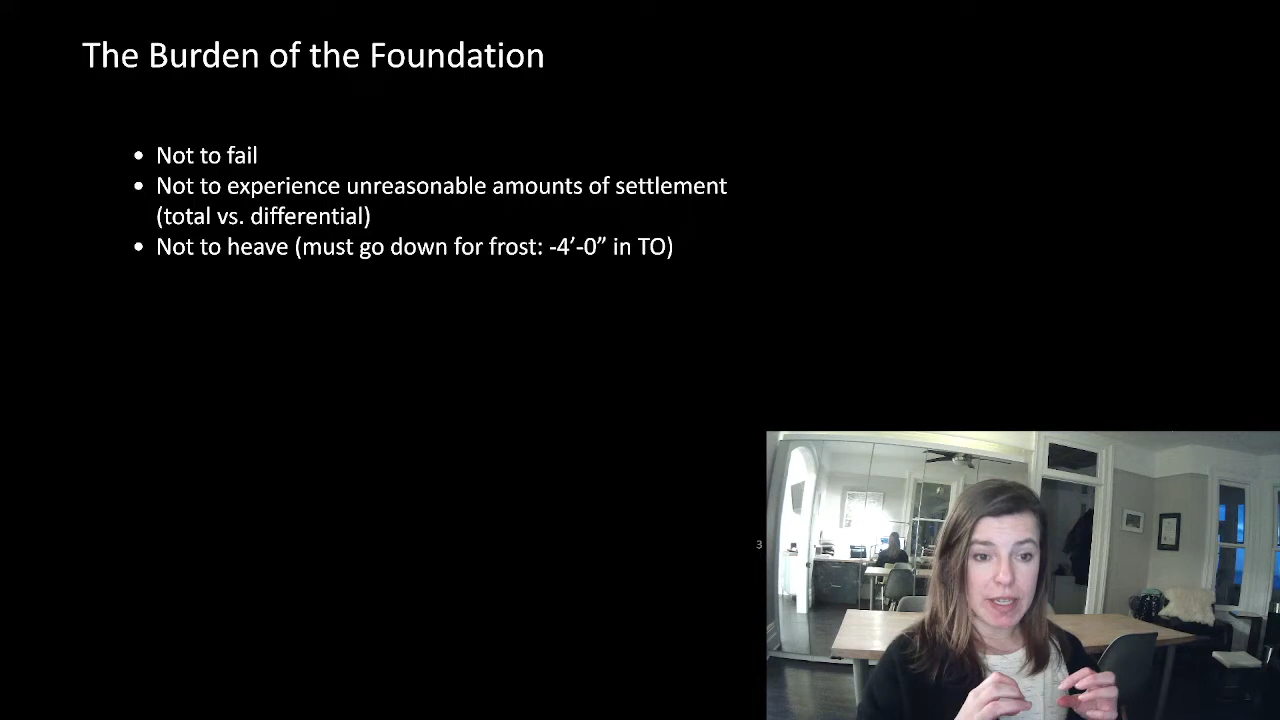 The Burden of the Foundation
• Not to fail
• Not to experience unreasonable amounts of settlement
(total vs. differential)
• Not to heave (must go down for frost: -4’-0” in TO)
3